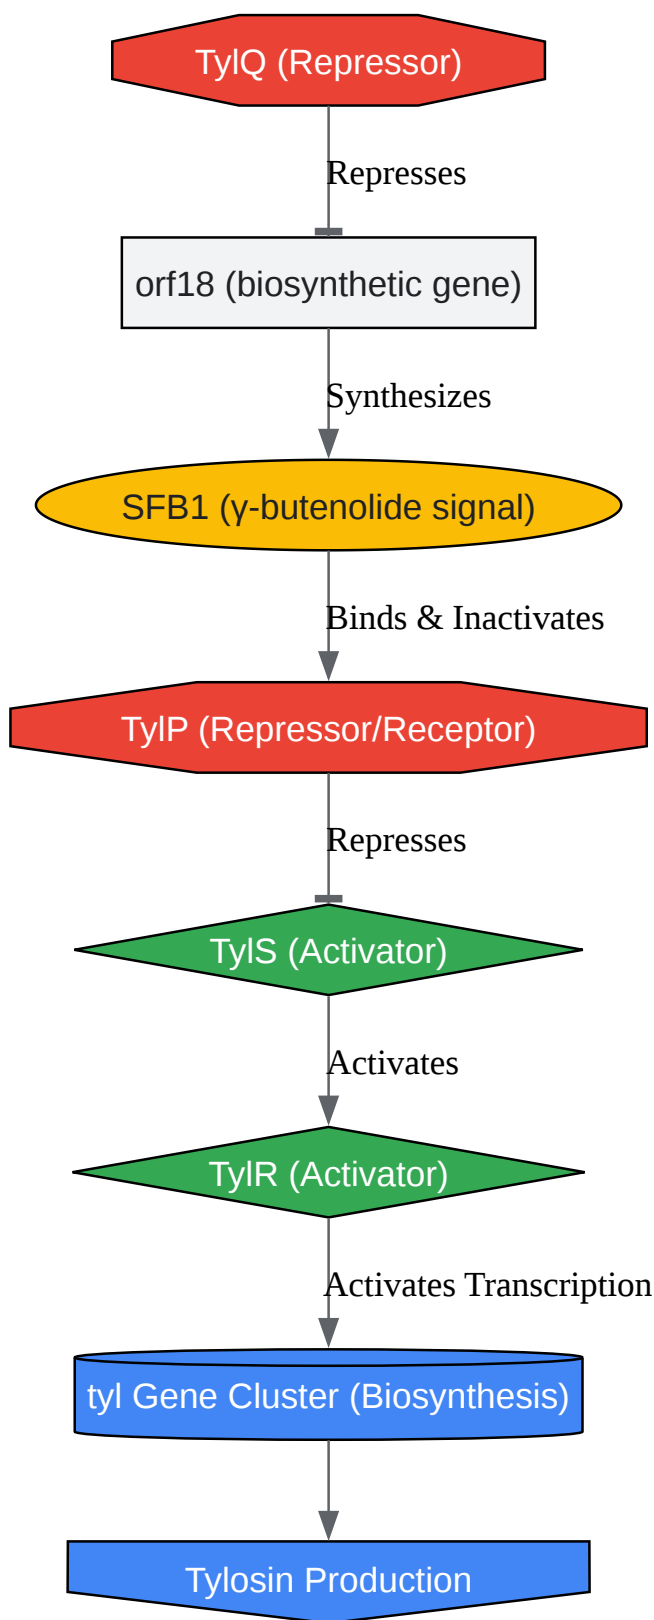 TylQ (Repressor)
Represses
orf18 (biosynthetic gene)
Synthesizes
SFB1 (γ-butenolide signal)
Binds & Inactivates
TylP (Repressor/Receptor)
Represses
TylS (Activator)
Activates
TylR (Activator)
Activates Transcription
tyl Gene Cluster (Biosynthesis)
Tylosin Production